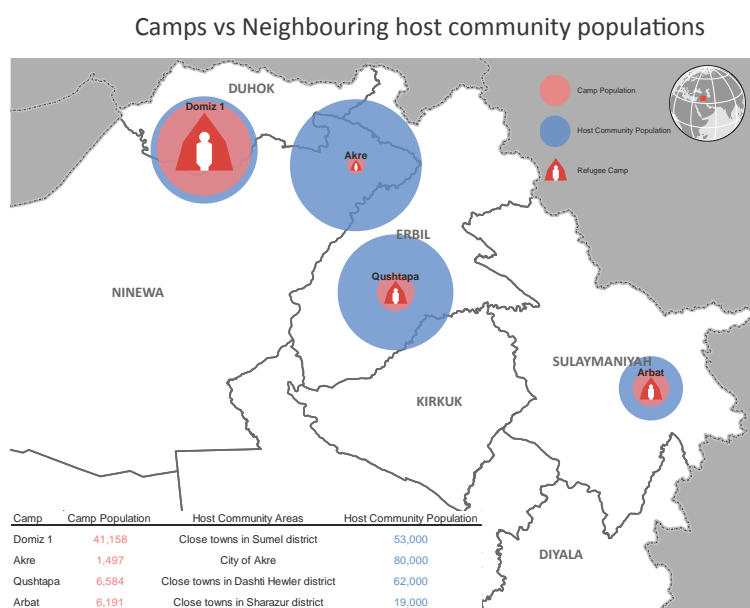 Camps vs Neighbouring host community populations
DUHOK
Domiz 1
Camp Population
Host Community Population
Akre
Refugee Camp
ERBIL
Qushtapa
NINEWA
SULAYMANIYAH
Arbat
KIRKUK
Camp Camp Population Host Community Areas Host Community Population
Domiz 1 41,158 Close towns in Sumel district 53,000
Akre 1,497 City of Akre 80,000
Qushtapa 6,584 Close towns in Dashti Hewler district 62,000
Arbat 6,191 Close towns in Sharazur district 19,000
DIYALA